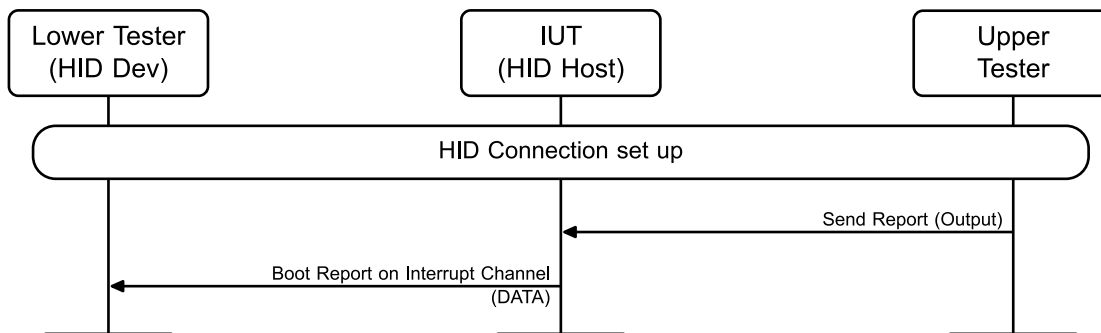 Lower Tester
(HID Dev)
IUT
(HID Host)
Upper
Tester
HID Connection set up
Send Report (Output)
Boot Report on Interrupt Channel
(DATA)